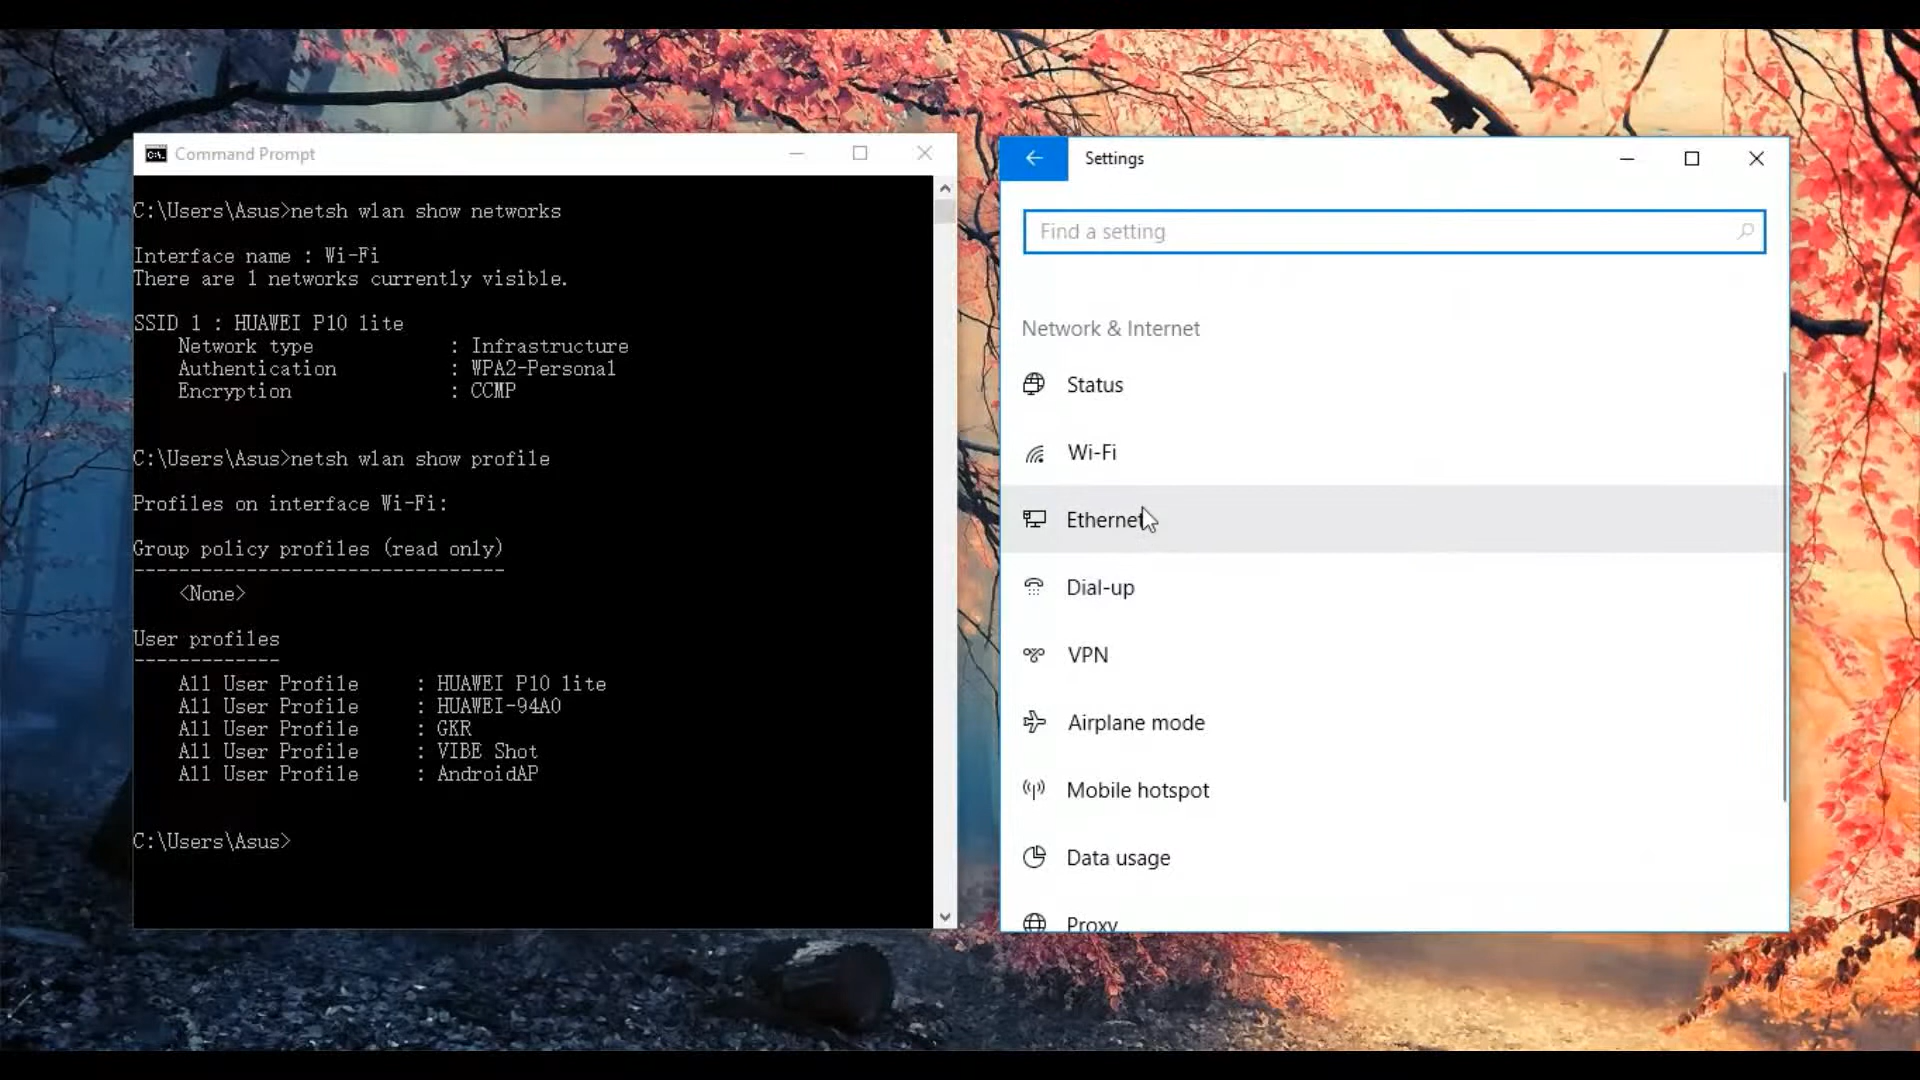 Command Prompt
C:\Users\Asus>netsh wlan show networks
Interface name : Wi-Fi
There are 1 networks currently visible.
SSID 1 : HUAWEI P10 lite
Network type : Infrastructure
Authentication : WPA2-Personal
Encryption : CCMP
C:\Users\Asus>netsh wlan show profile
Profiles on interface Wi-Fi:
Group policy profiles (read only)
---------------------------------
<None>
User profiles
-------------
All User Profile : HUAWEI P10 lite
All User Profile : HUAWEI-94A0
All User Profile : GKR
All User Profile : VIBE Shot
All User Profile : AndroidAP
C:\Users\Asus>
Settings
Find a setting
Network & Internet
Status
Wi-Fi
Ethernet
Dial-up
VPN
Airplane mode
Mobile hotspot
Data usage
Proxy